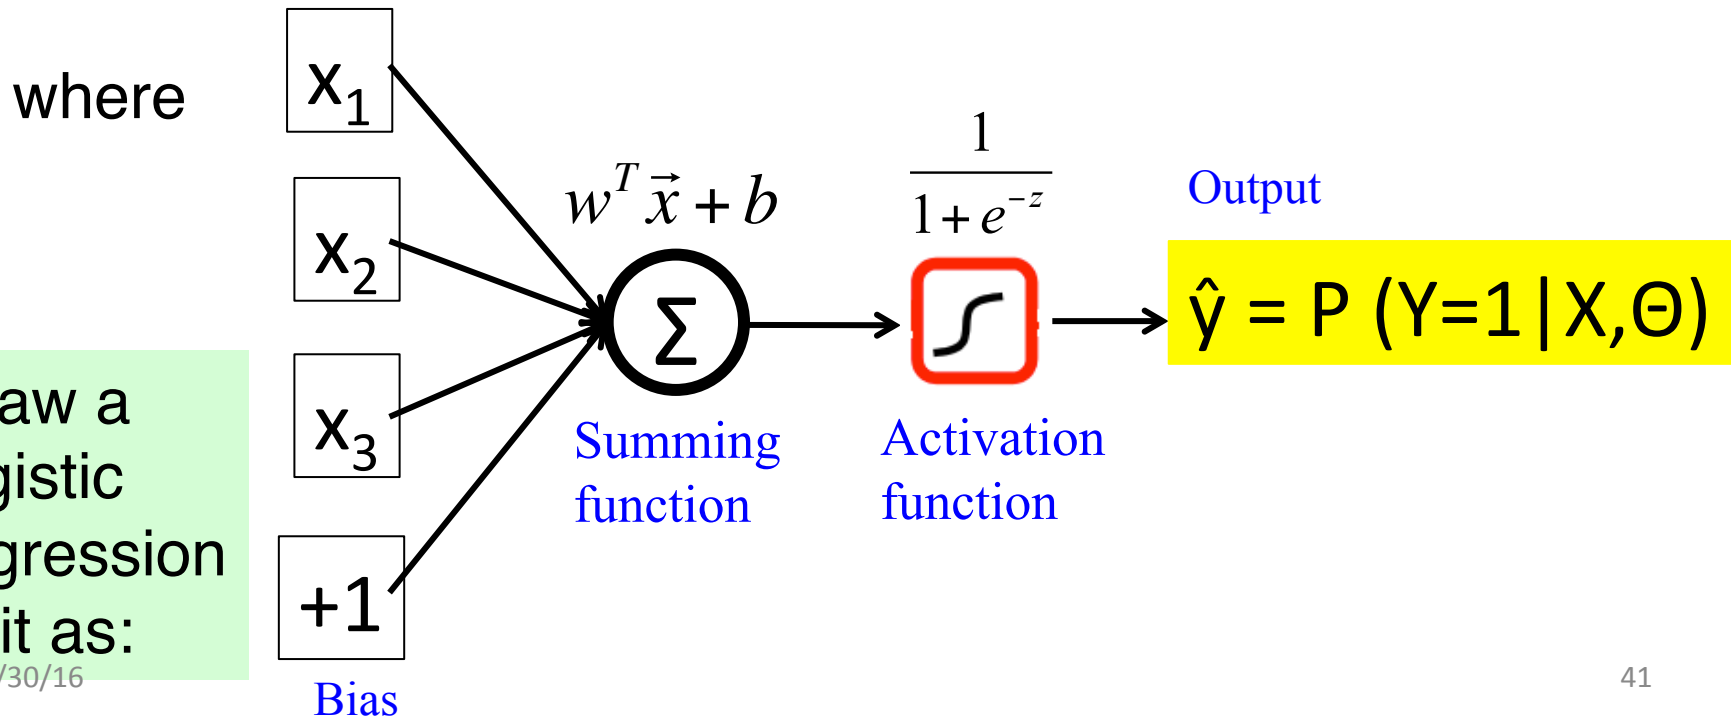 where
x₁
x₂
x₃
+1
Bias
wᵀx⃗ + b
Σ
Summing
function
1
1 + e⁻ᶻ
Activation
function
Output
ŷ = P (Y=1|X,Θ)
aw a
gistic
gression
it as:
/30/16
41